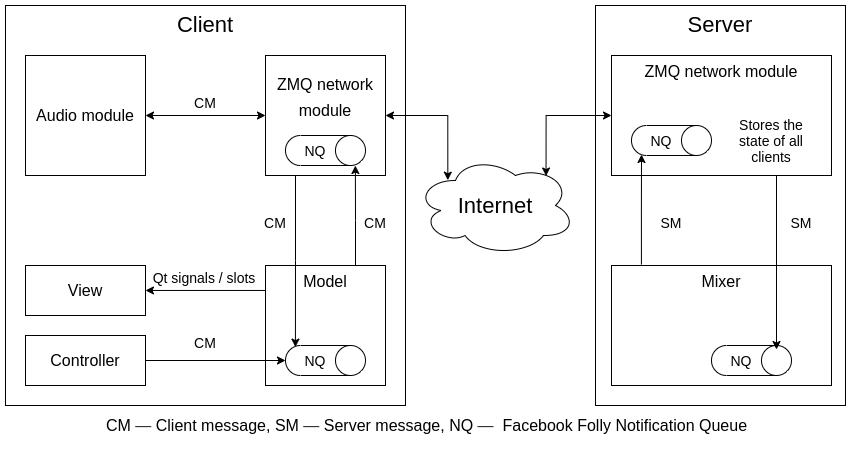 Client
Server
ZMQ network
module
ZMQ network module
Audio module
CM
NQ
NQ
Stores the
state of all
clients
Internet
CM
CM
SM
SM
Qt signals / slots
View
Model
Mixer
CM
Controller
NQ
NQ
CM — Client message, SM — Server message, NQ — Facebook Folly Notification Queue